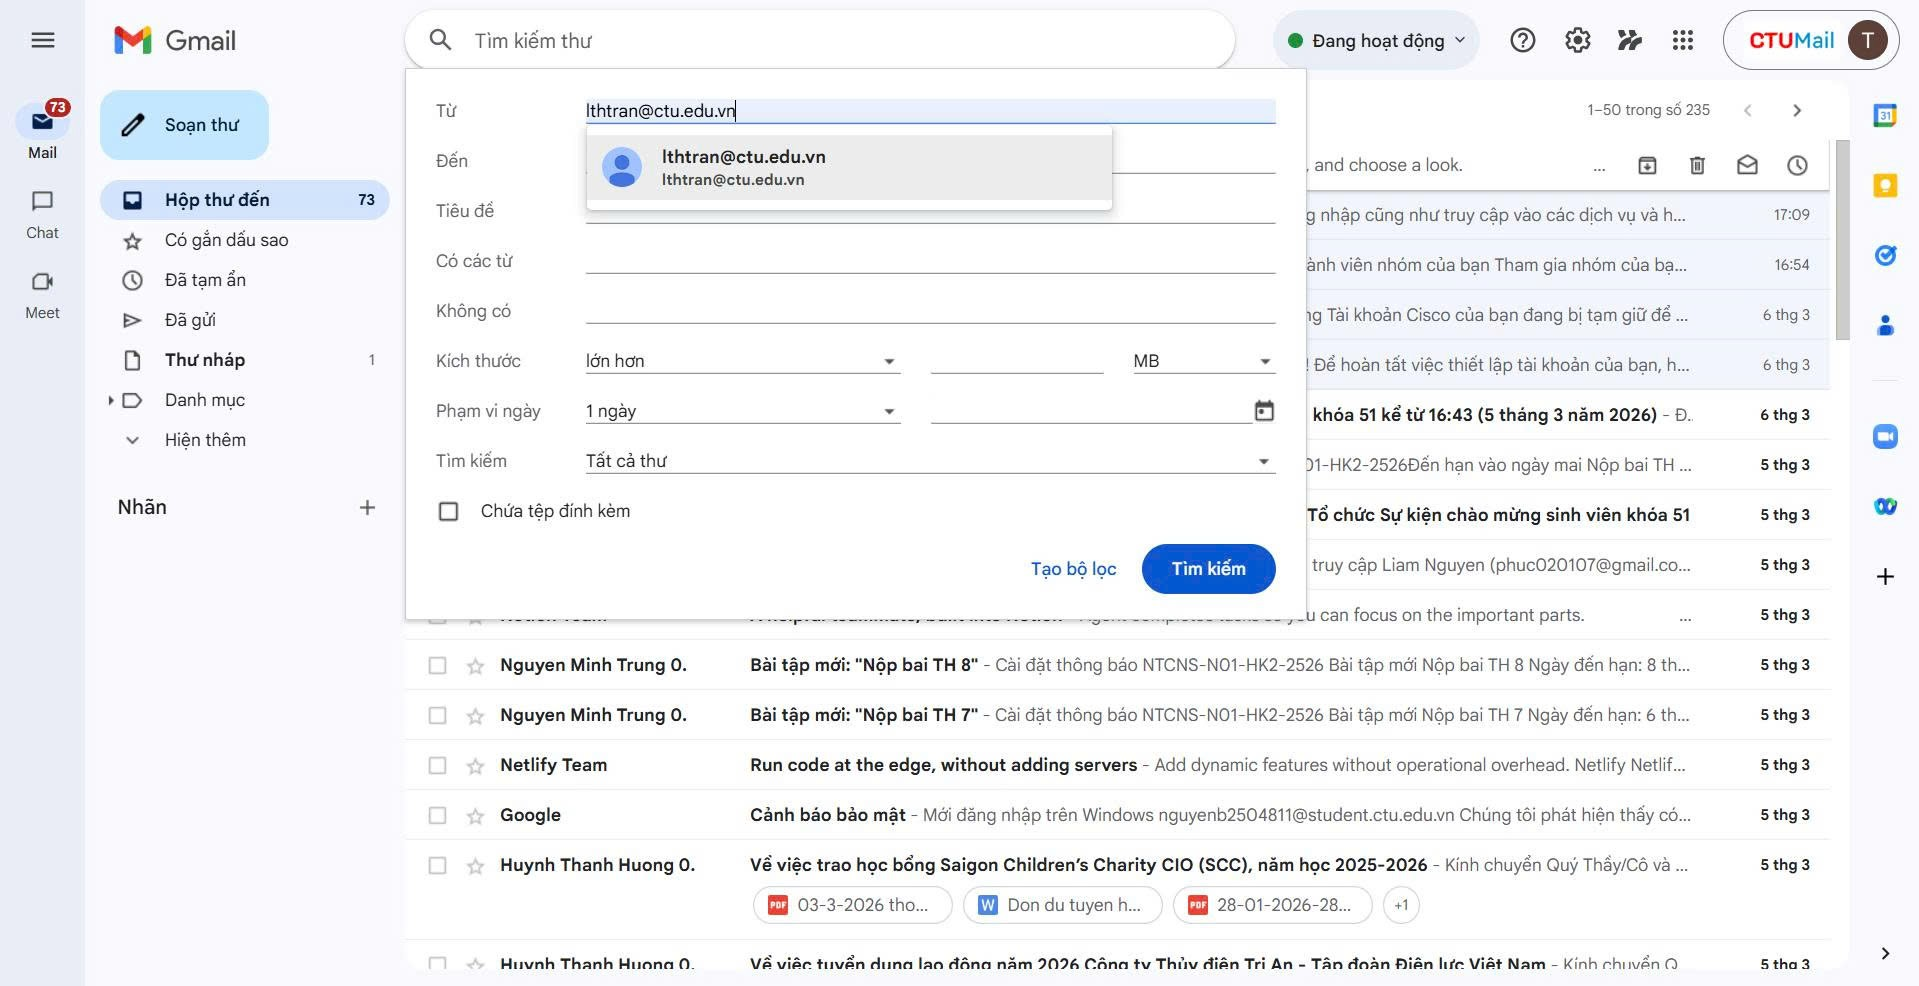 Gmail
Tìm kiếm thư
Đang hoạt động
CTUMail
T
73
Mail
Chat
Meet
Soạn thư
Hộp thư đến 73
Có gắn dấu sao
Đã tạm ẩn
Đã gửi
Thư nháp 1
Danh mục
Hiện thêm
Nhãn
Từ lthtran@ctu.edu.vn
lthtran@ctu.edu.vn
lthtran@ctu.edu.vn
Đến
Tiêu đề
Có các từ
Không có
Kích thước lớn hơn MB
Phạm vi ngày 1 ngày
Tìm kiếm Tất cả thư
Chứa tệp đính kèm
Tạo bộ lọc
Tìm kiếm
1–50 trong số 235
31
, and choose a look. ...
nhập cũng như truy cập vào các dịch vụ và h... 17:09
ành viên nhóm của bạn Tham gia nhóm của bạ... 16:54
Tài khoản Cisco của bạn đang bị tạm giữ để ... 6 thg 3
! Để hoàn tất việc thiết lập tài khoản của bạn, h... 6 thg 3
khóa 51 kể từ 16:43 (5 tháng 3 năm 2026) - Đ.. 6 thg 3
01-HK2-2526Đến hạn vào ngày mai Nộp bai TH ... 5 thg 3
Tổ chức Sự kiện chào mừng sinh viên khóa 51 5 thg 3
truy cập Liam Nguyen (phuc020107@gmail.co... 5 thg 3
can focus on the important parts. ... 5 thg 3
Nguyen Minh Trung 0. Bài tập mới: "Nộp bai TH 8" - Cài đặt thông báo NTCNS-N01-HK2-2526 Bài tập mới Nộp bai TH 8 Ngày đến hạn: 8 th... 5 thg 3
Nguyen Minh Trung 0. Bài tập mới: "Nộp bai TH 7" - Cài đặt thông báo NTCNS-N01-HK2-2526 Bài tập mới Nộp bai TH 7 Ngày đến hạn: 6 th... 5 thg 3
Netlify Team Run code at the edge, without adding servers - Add dynamic features without operational overhead. Netlify Netlif... 5 thg 3
Google Cảnh báo bảo mật - Mới đăng nhập trên Windows nguyenb2504811@student.ctu.edu.vn Chúng tôi phát hiện thấy có... 5 thg 3
Huynh Thanh Huong 0. Về việc trao học bổng Saigon Children's Charity CIO (SCC), năm học 2025-2026 - Kính chuyển Quý Thầy/Cô và ... 5 thg 3
PDF 03-3-2026 tho... W Don du tuyen h... PDF 28-01-2026-28... +1
Huynh Thanh Huong 0. Về việc tuyển dụng lao động năm 2026 Công ty Thủy điện Trị An - Tập đoàn Điện lực Việt Nam - Kính chuyển Q 5 thg 3